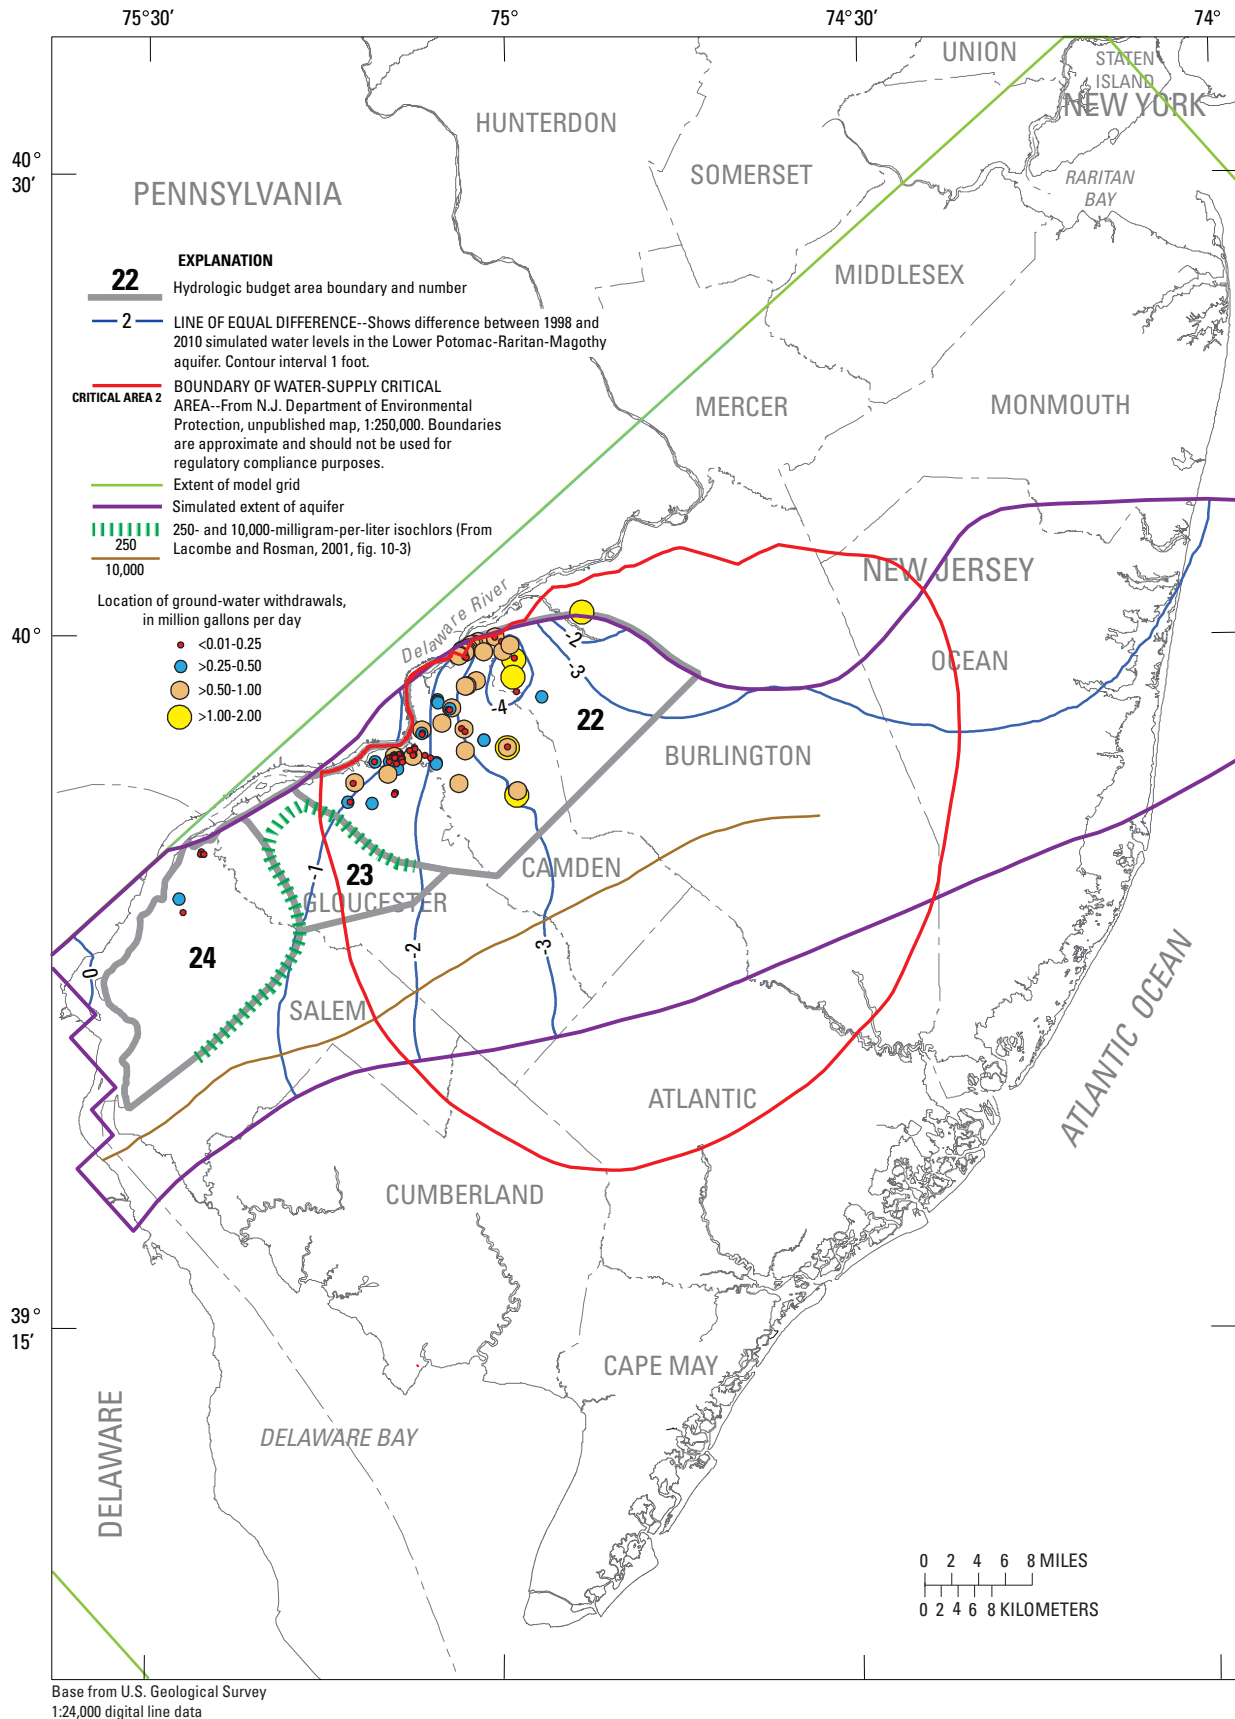 75°30′
75°
74°30′
74°
UNION
STATEN
ISLAND
NEW YORK
HUNTERDON
40°
30′
SOMERSET
RARITAN
BAY
PENNSYLVANIA
EXPLANATION
22
Hydrologic budget area boundary and number
MIDDLESEX
2
LINE OF EQUAL DIFFERENCE--Shows difference between 1998 and
2010 simulated water levels in the Lower Potomac-Raritan-Magothy
aquifer. Contour interval 1 foot.
CRITICAL AREA 2
BOUNDARY OF WATER-SUPPLY CRITICAL
AREA--From N.J. Department of Environmental
Protection, unpublished map, 1:250,000. Boundaries
are approximate and should not be used for
regulatory compliance purposes.
MERCER
MONMOUTH
Extent of model grid
Simulated extent of aquifer
250
250- and 10,000-milligram-per-liter isochlors (From
Lacombe and Rosman, 2001, fig. 10-3)
10,000
NEW JERSEY
Location of ground-water withdrawals,
in million gallons per day
<0.01-0.25
>0.25-0.50
>0.50-1.00
>1.00-2.00
40°
Delaware River
-2
-3
OCEAN
-4
22
BURLINGTON
-1
23
CAMDEN
GLOUCESTER
24
-2
-3
0
SALEM
ATLANTIC OCEAN
ATLANTIC
CUMBERLAND
39°
15′
CAPE MAY
DELAWARE
DELAWARE BAY
0 2 4 6 8 MILES
0 2 4 6 8 KILOMETERS
Base from U.S. Geological Survey
1:24,000 digital line data